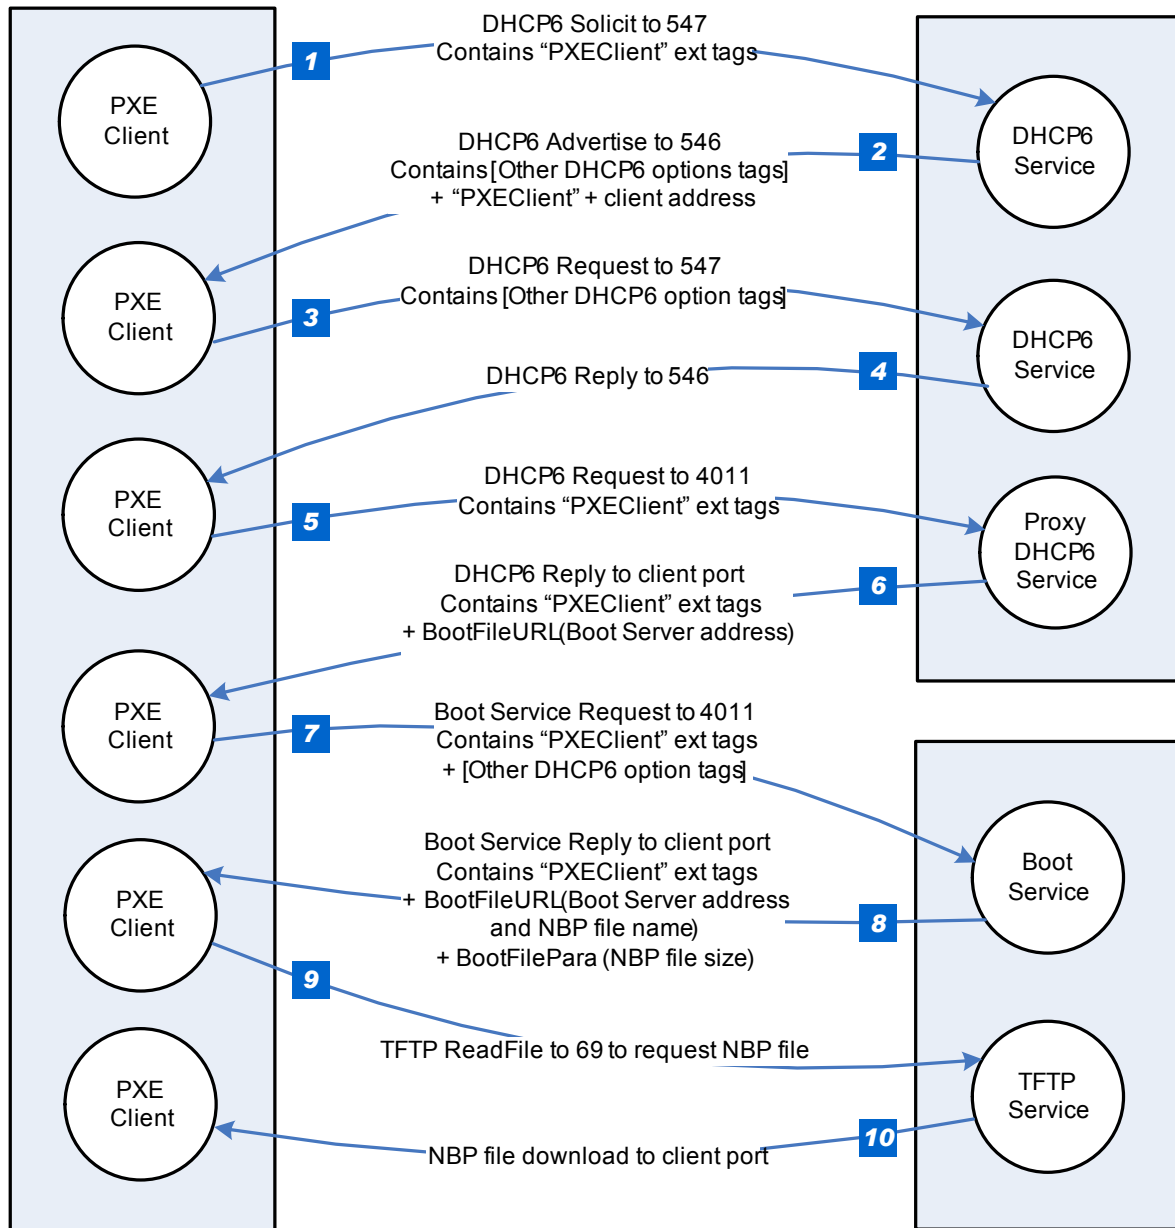 DHCP6 Solicit to 547
Contains “PXEClient” ext tags
1
PXE
Client
DHCP6
Service
DHCP6 Advertise to 546
Contains [Other DHCP6 options tags]
+ “PXEClient” + client address
2
PXE
Client
DHCP6 Request to 547
Contains [Other DHCP6 option tags]
3
DHCP6
Service
DHCP6 Reply to 546
4
PXE
Client
DHCP6 Request to 4011
Contains “PXEClient” ext tags
5
Proxy
DHCP6
Service
DHCP6 Reply to client port
Contains “PXEClient” ext tags
+ BootFileURL(Boot Server address)
6
PXE
Client
Boot Service Request to 4011
Contains “PXEClient” ext tags
+ [Other DHCP6 option tags]
7
Boot
Service
Boot Service Reply to client port
Contains “PXEClient” ext tags
+ BootFileURL(Boot Server address
and NBP file name)
+ BootFilePara (NBP file size)
8
PXE
Client
9
TFTP ReadFile to 69 to request NBP file
TFTP
Service
PXE
Client
10
NBP file download to client port